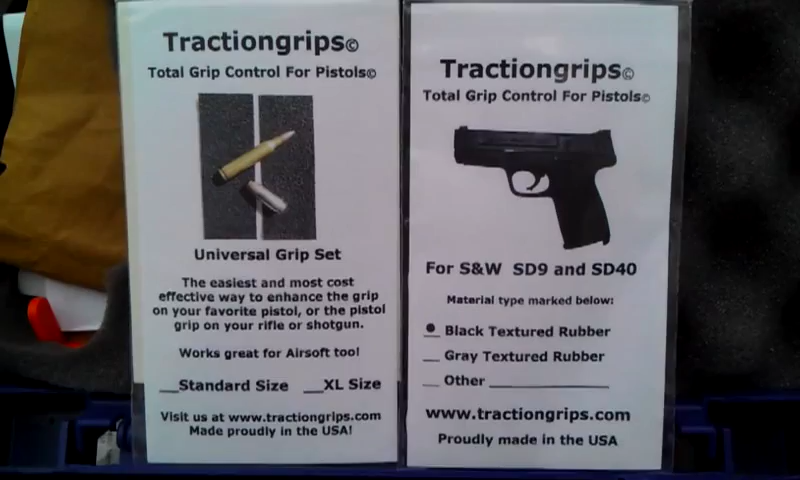 Tractiongrips©
Total Grip Control For Pistols©
Universal Grip Set
The easiest and most cost
effective way to enhance the grip
on your favorite pistol, or the pistol
grip on your rifle or shotgun.
Works great for Airsoft too!
__Standard Size __XL Size
Visit us at www.tractiongrips.com
Made proudly in the USA!
Tractiongrips©
Total Grip Control For Pistols©
For S&W SD9 and SD40
Material type marked below:
Black Textured Rubber
__ Gray Textured Rubber
__ Other ______________
www.tractiongrips.com
Proudly made in the USA